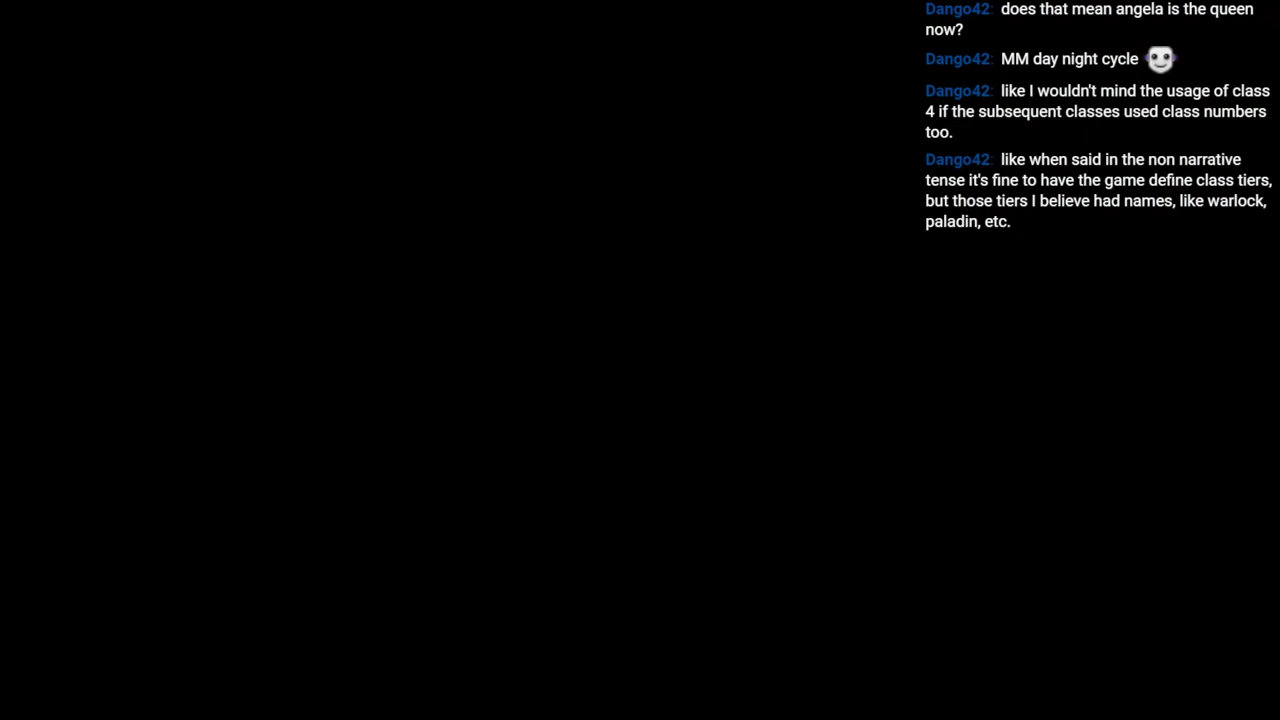 Dango42: does that mean angela is the queen
now?
Dango42: MM day night cycle
Dango42: like I wouldn't mind the usage of class
4 if the subsequent classes used class numbers
too.
Dango42: like when said in the non narrative
tense it's fine to have the game define class tiers,
but those tiers I believe had names, like warlock,
paladin, etc.